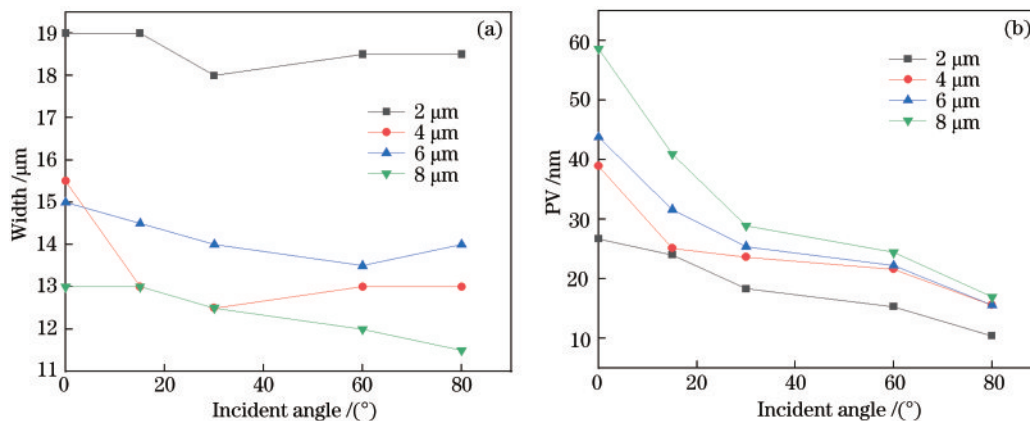 (a)
Width /μm
19
18
17
16
15
14
13
12
11
2 μm
4 μm
6 μm
8 μm
0 20 40 60 80
Incident angle /(°)
(b)
PV /nm
60
50
40
30
20
10
2 μm
4 μm
6 μm
8 μm
0 20 40 60 80
Incident angle /(°)